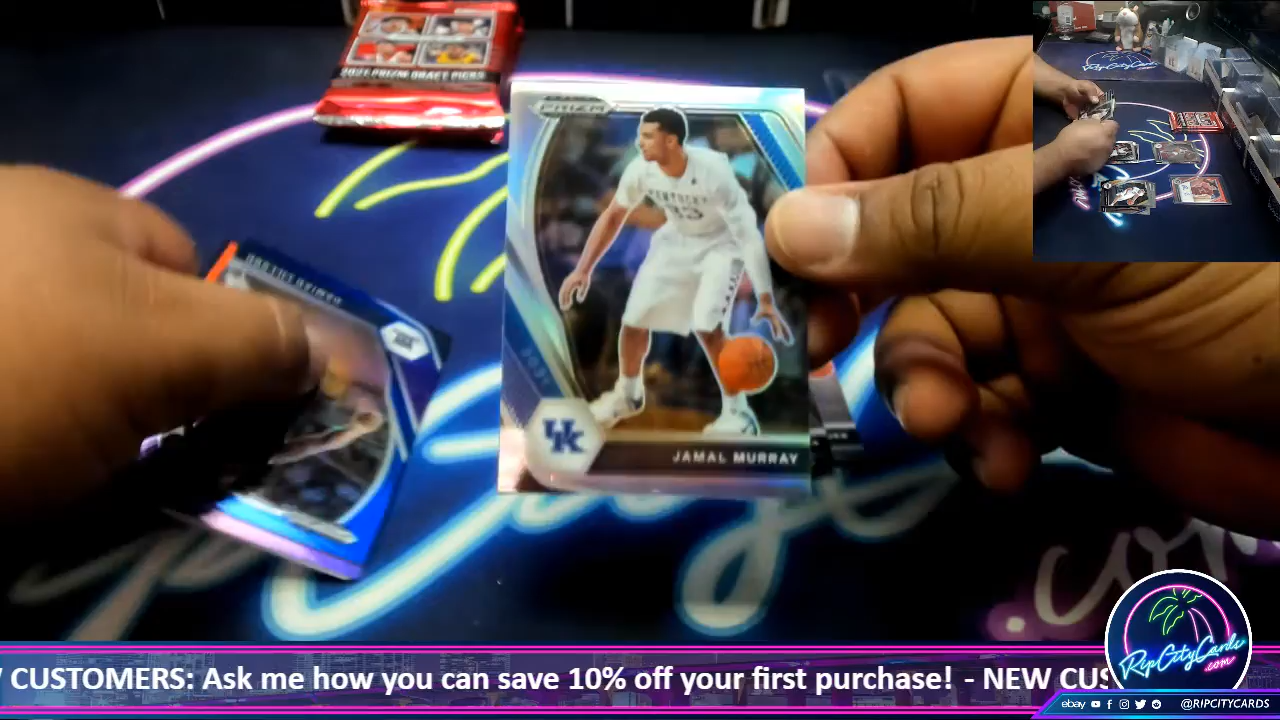 2021 PRIZM DRAFT PICKS
PRIZM
KENTUCKY
UK
JAMAL MURRAY
CUSTOMERS: Ask me how you can save 10% off your first purchase! - NEW CUS
RipCityCards
.com
ebay
@RIPCITYCARDS